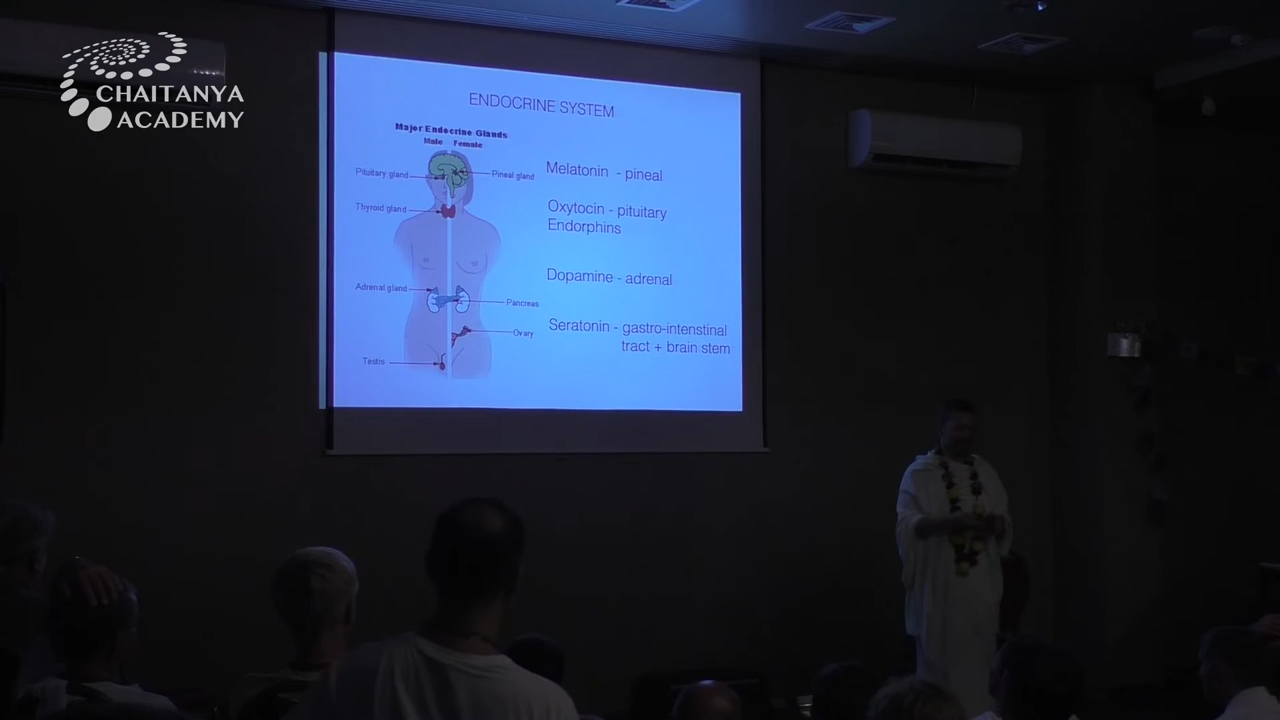 CHAITANYA
ACADEMY
ENDOCRINE SYSTEM
Major Endocrine Glands
Male Female
Pituitary gland
Pineal gland
Melatonin - pineal
Thyroid gland
Oxytocin - pituitary
Endorphins
Adrenal gland
Pancreas
Dopamine - adrenal
Ovary
Seratonin - gastro-intenstinal
tract + brain stem
Testis